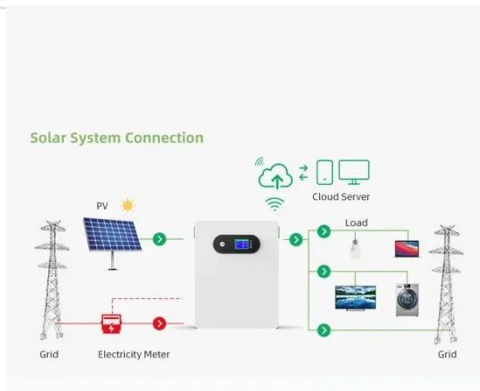 Solar System Connection
Cloud Server
PV
Load
Grid
Electricity Meter
Grid